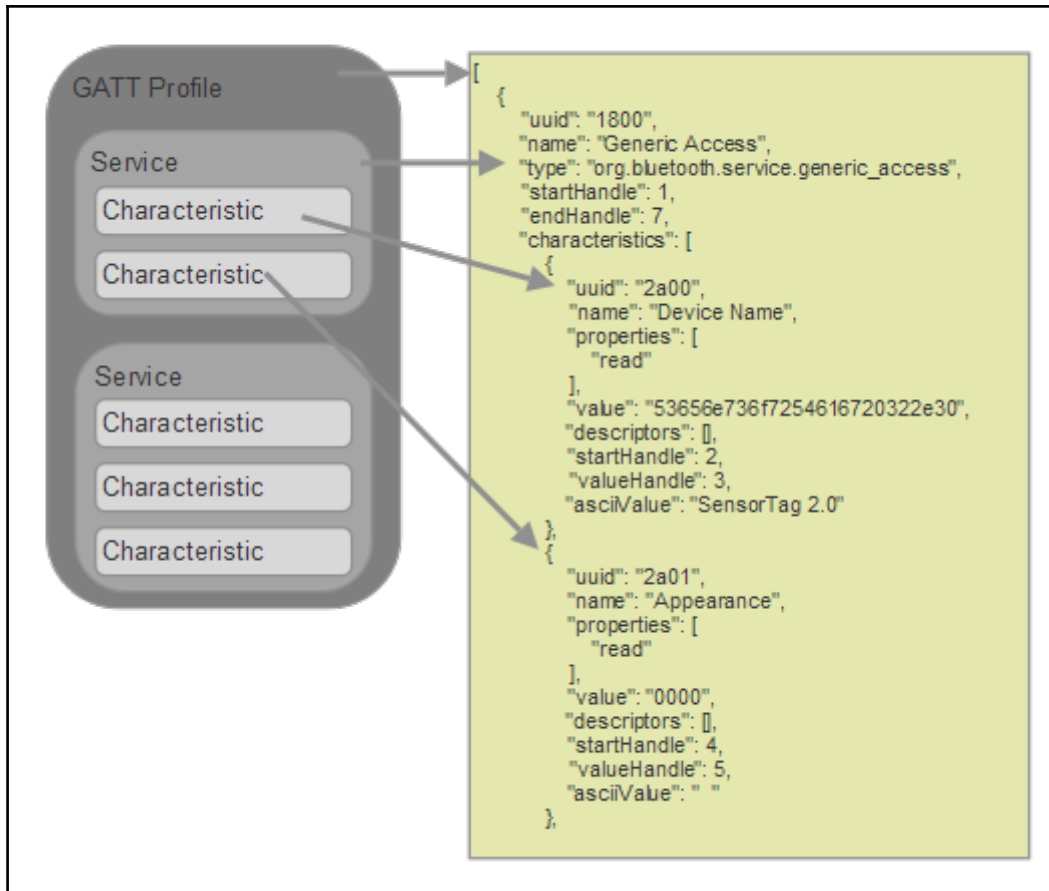 GATT Profile
Service
Characteristic
Characteristic
Service
Characteristic
Characteristic
Characteristic
[
{
"uuid": "1800",
"name": "Generic Access",
"type": "org.bluetooth.service.generic_access",
"startHandle": 1,
"endHandle": 7,
"characteristics": [
{
"uuid": "2a00",
"name": "Device Name",
"properties": [
"read"
],
"value": "53656e736f7254616720322e30",
"descriptors": [],
"startHandle": 2,
"valueHandle": 3,
"asciiValue": "SensorTag 2.0"
},
{
"uuid": "2a01",
"name": "Appearance",
"properties": [
"read"
],
"value": "0000",
"descriptors": [],
"startHandle": 4,
"valueHandle": 5,
"asciiValue": "  "
},